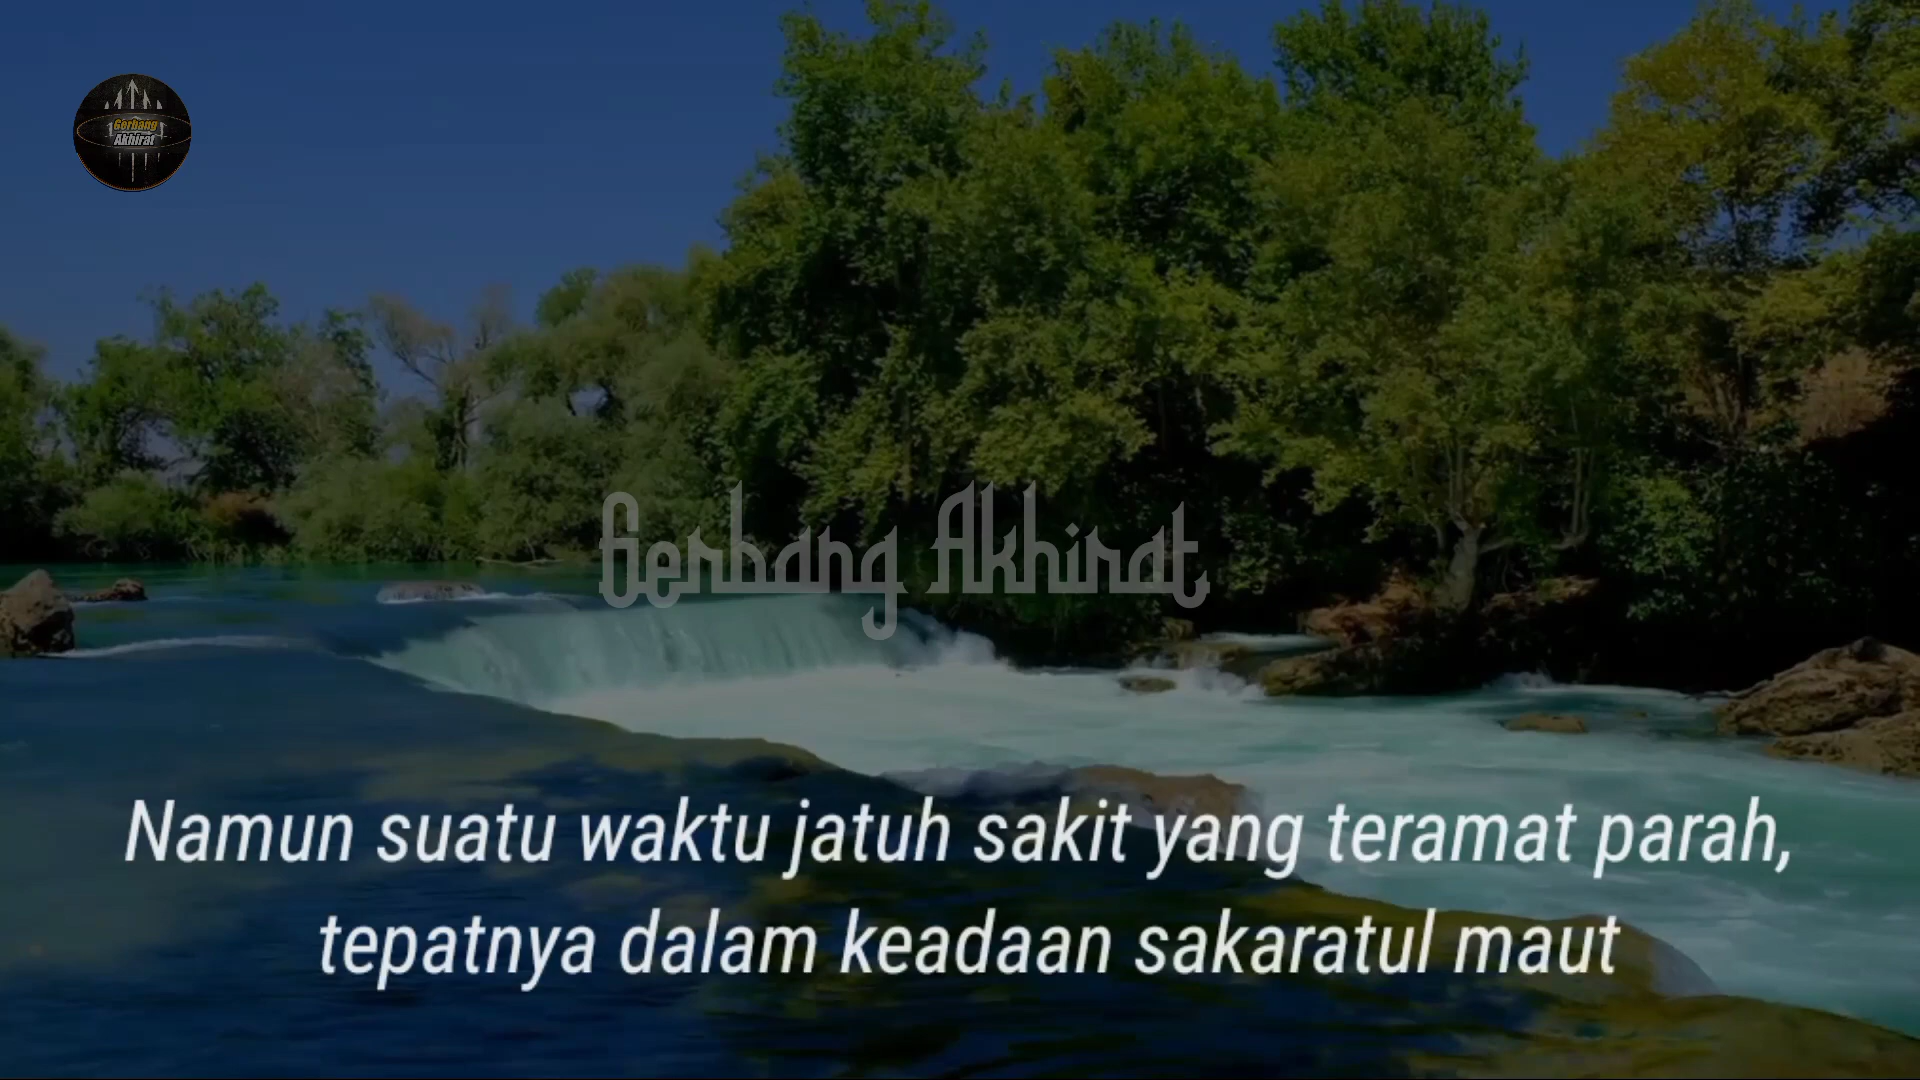 Gerbang
Akhirat
Gerbang Akhirat
Namun suatu waktu jatuh sakit yang teramat parah,
tepatnya dalam keadaan sakaratul maut